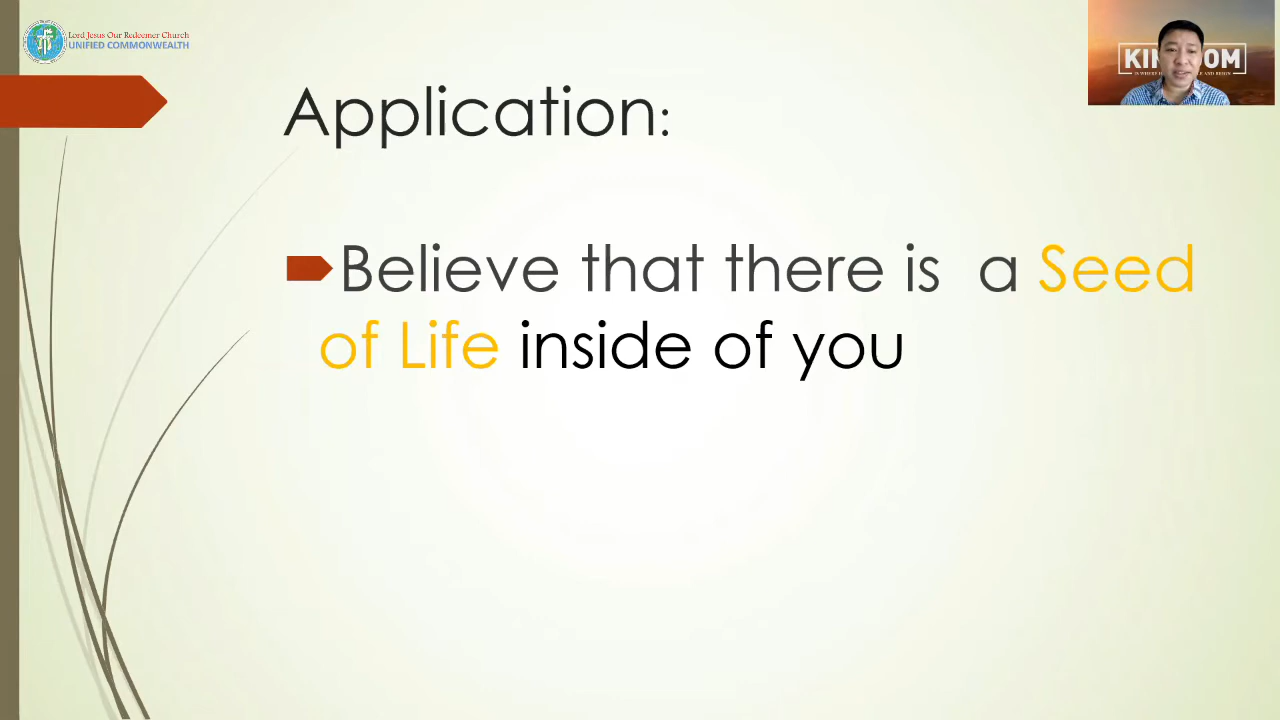 Lord Jesus Our Redeemer Church
UNIFIED COMMONWEALTH
Application:
Believe that there is a Seed
of Life inside of you